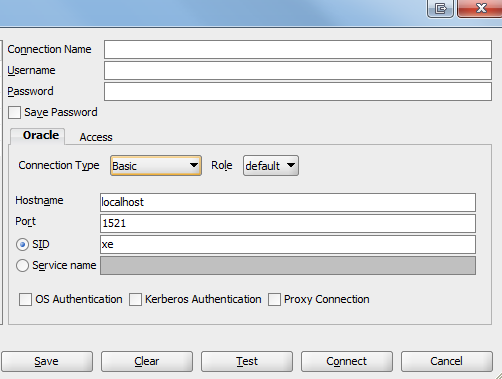 Connection Name
Username
Password
Save Password
Oracle Access
Connection Type Basic Role default
Hostname localhost
Port 1521
SID xe
Service name
OS Authentication Kerberos Authentication Proxy Connection
Save Clear Test Connect Cancel